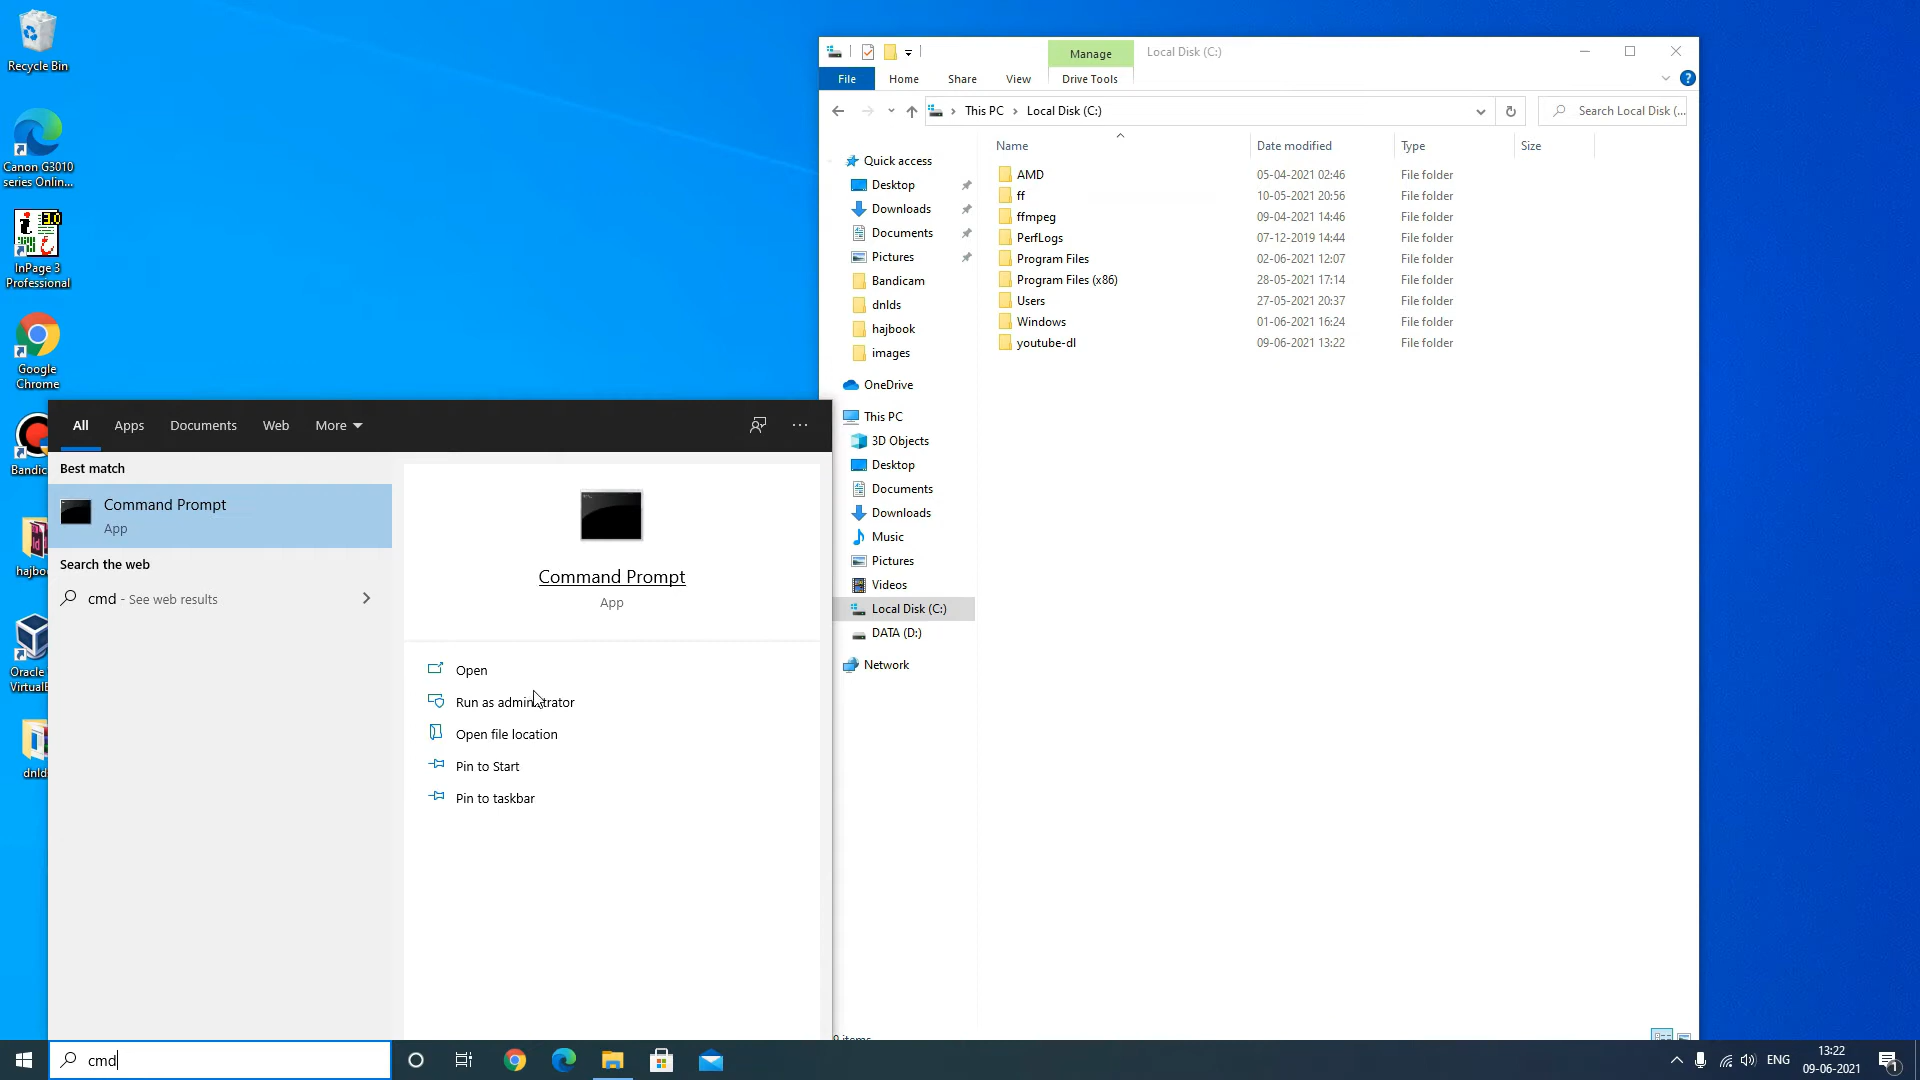 Recycle Bin
Canon G3010
series Onlin...
3.0
InPage 3
Professional
Google
Chrome
Bandic
hajbo
Oracle
VirtualB
dnld
Manage
Local Disk (C:)
File
Home
Share
View
Drive Tools
This PC
Local Disk (C:)
Search Local Disk (...
Name
Date modified
Type
Size
AMD
05-04-2021 02:46
File folder
ff
10-05-2021 20:56
File folder
ffmpeg
09-04-2021 14:46
File folder
PerfLogs
07-12-2019 14:44
File folder
Program Files
02-06-2021 12:07
File folder
Program Files (x86)
28-05-2021 17:14
File folder
Users
27-05-2021 20:37
File folder
Windows
01-06-2021 16:24
File folder
youtube-dl
09-06-2021 13:22
File folder
Quick access
Desktop
Downloads
Documents
Pictures
Bandicam
dnlds
hajbook
images
OneDrive
This PC
3D Objects
Desktop
Documents
Downloads
Music
Pictures
Videos
Local Disk (C:)
DATA (D:)
Network
All
Apps
Documents
Web
More
Best match
Command Prompt
App
Search the web
cmd - See web results
Command Prompt
App
Open
Run as administrator
Open file location
Pin to Start
Pin to taskbar
cmd
ENG
13:22
09-06-2021
1